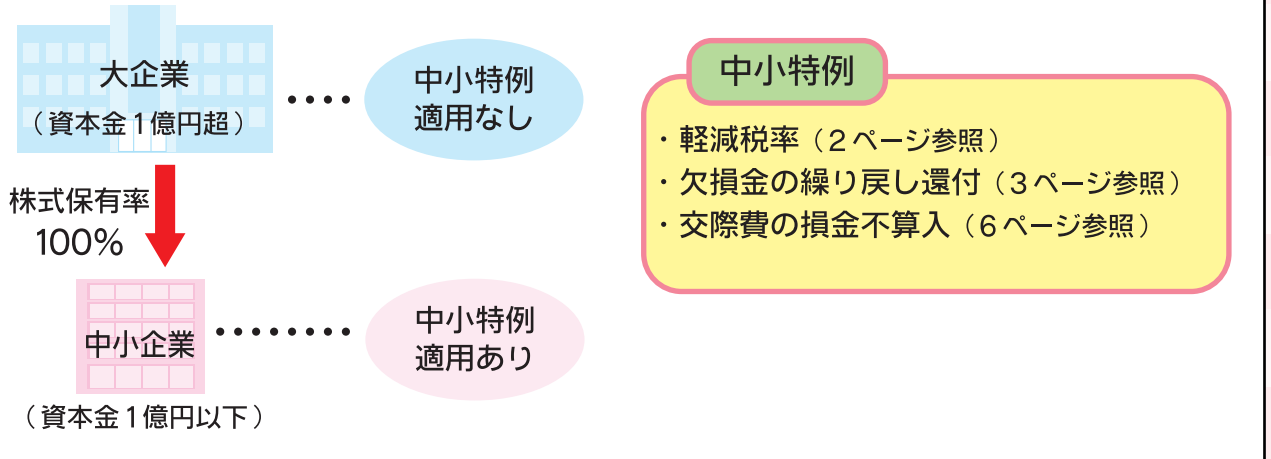 大企業
（資本金1億円超）
中小特例
適用なし
株式保有率
100%
中小企業
（資本金1億円以下）
中小特例
適用あり
中小特例
・軽減税率（2ページ参照）
・欠損金の繰り戻し還付（3ページ参照）
・交際費の損金不算入（6ページ参照）